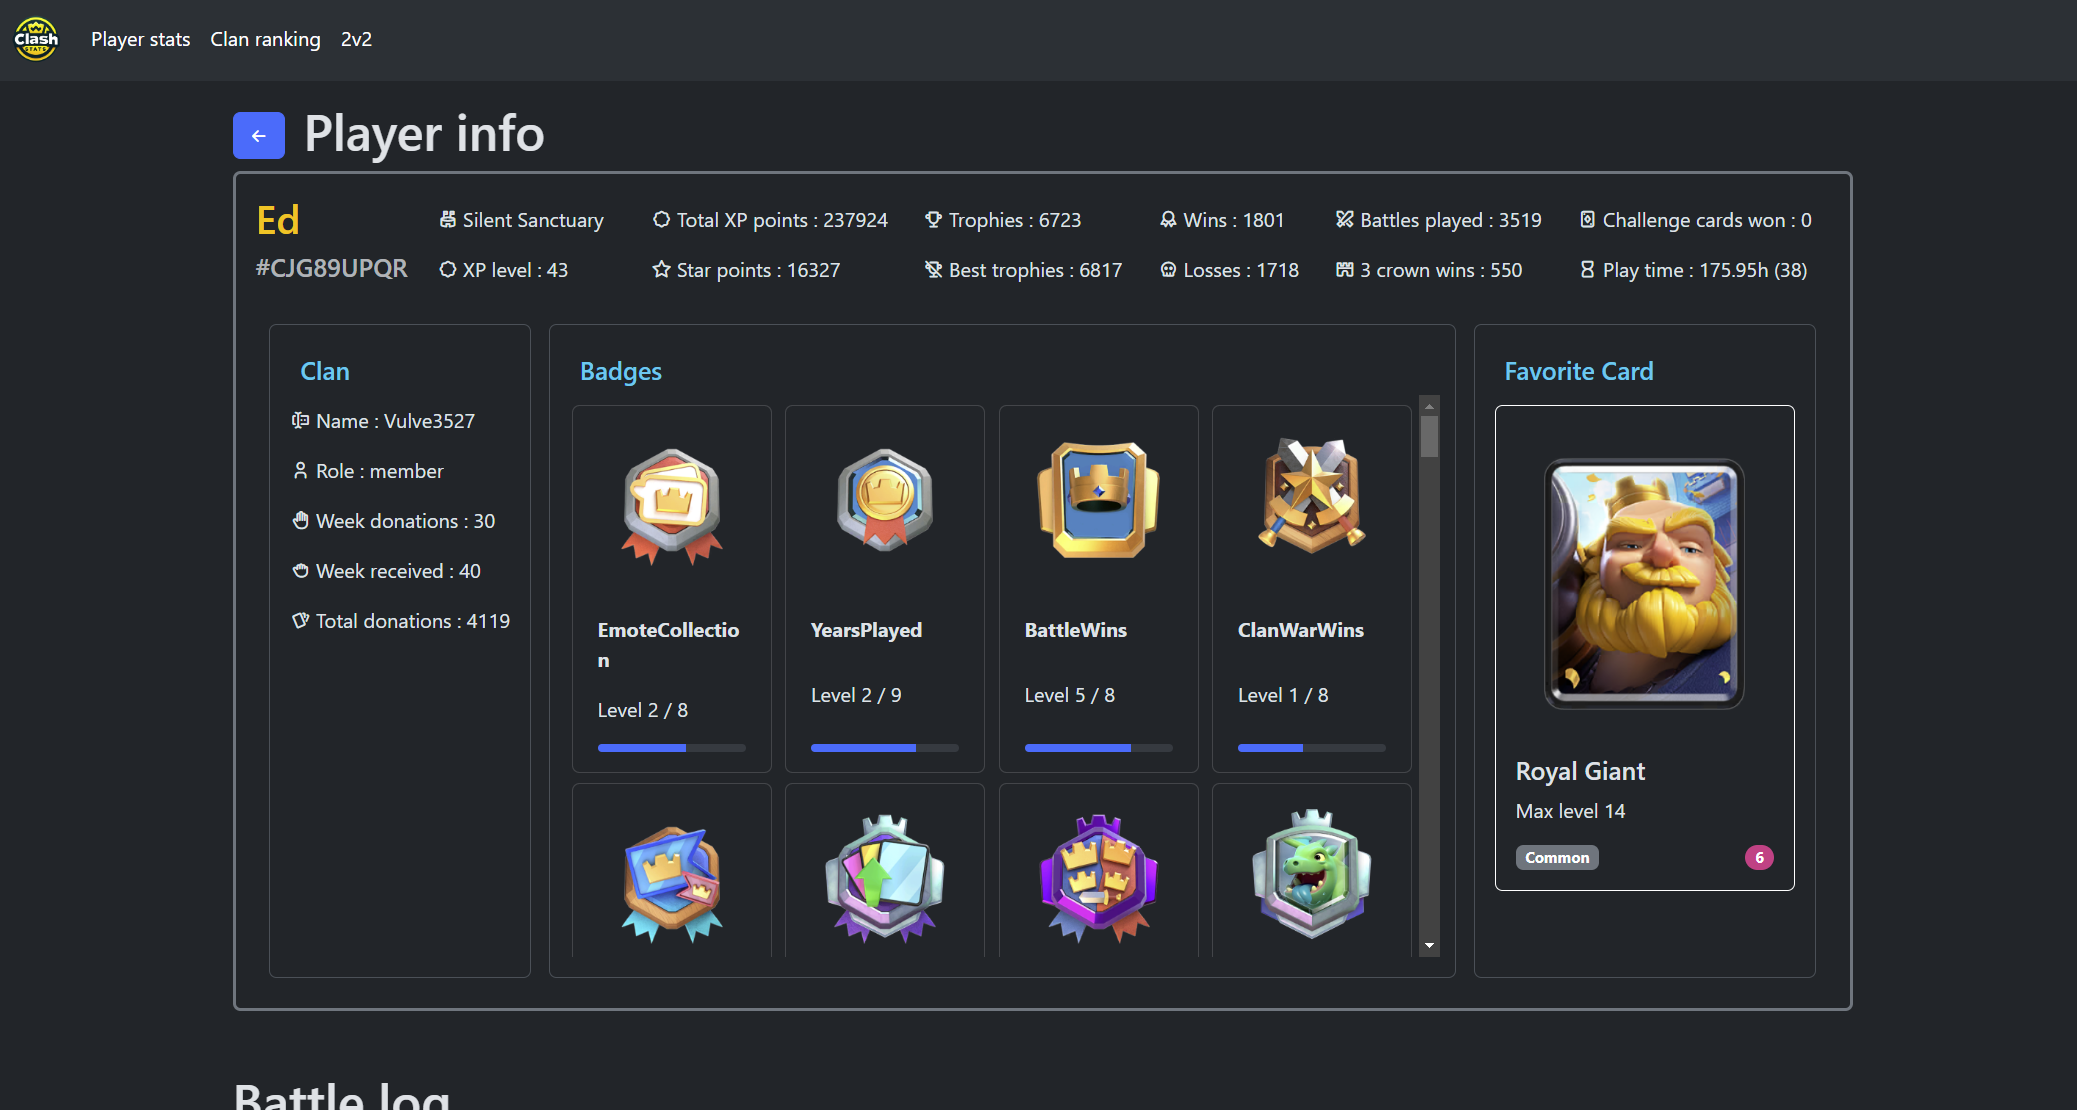 Clash
STATS
Player stats
Clan ranking
2v2
Player info
Ed
#CJG89UPQR
Silent Sanctuary
XP level : 43
Total XP points : 237924
Star points : 16327
Trophies : 6723
Best trophies : 6817
Wins : 1801
Losses : 1718
Battles played : 3519
3 crown wins : 550
Challenge cards won : 0
Play time : 175.95h (38)
Clan
Name : Vulve3527
Role : member
Week donations : 30
Week received : 40
Total donations : 4119
Badges
EmoteCollectio
n
Level 2 / 8
YearsPlayed
Level 2 / 9
BattleWins
Level 5 / 8
ClanWarWins
Level 1 / 8
Favorite Card
Royal Giant
Max level 14
Common
6
Battle log